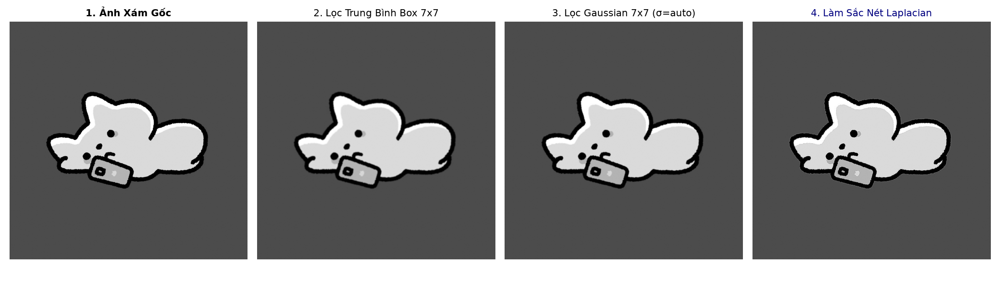 1. Ảnh Xám Gốc
2. Lọc Trung Bình Box 7x7
3. Lọc Gaussian 7x7 (σ=auto)
4. Làm Sắc Nét Laplacian